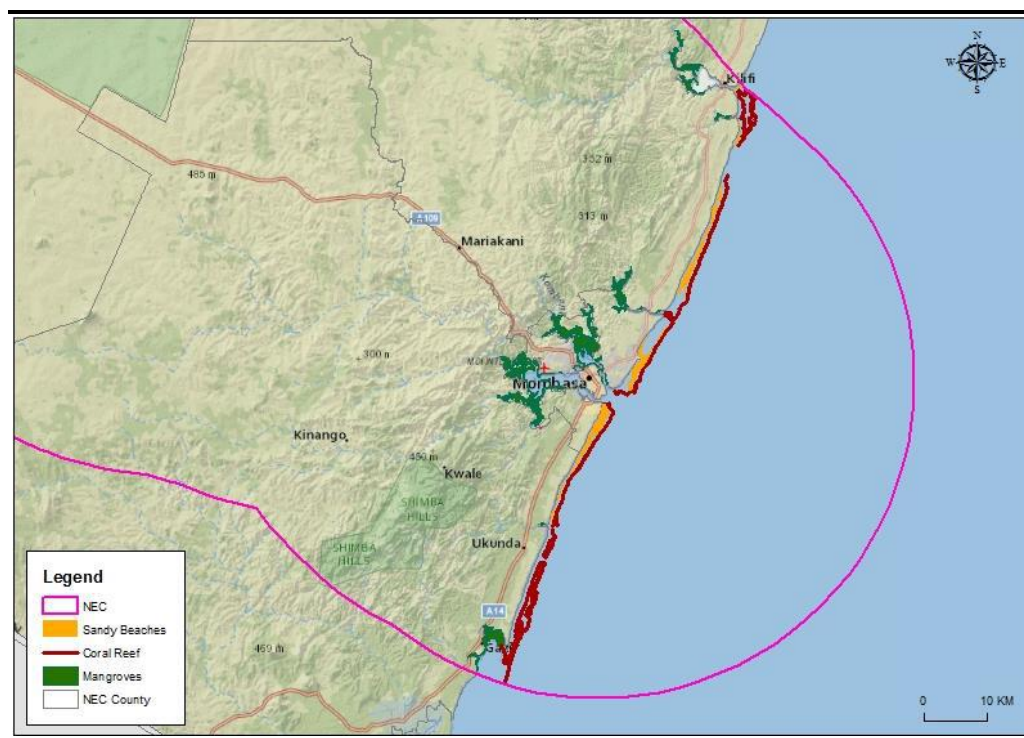 N
W E
S
Kilifi
352 m
485 m
313 m
A109
Mariakani
300 m
Mombasa
Kinango
450 m
Kwale
SHIMBA
HILLS
SHIMBA
HILLS
Ukunda
A14
469 m
Legend
NEC
Sandy Beaches
Coral Reef
Mangroves
NEC County
0 10 KM